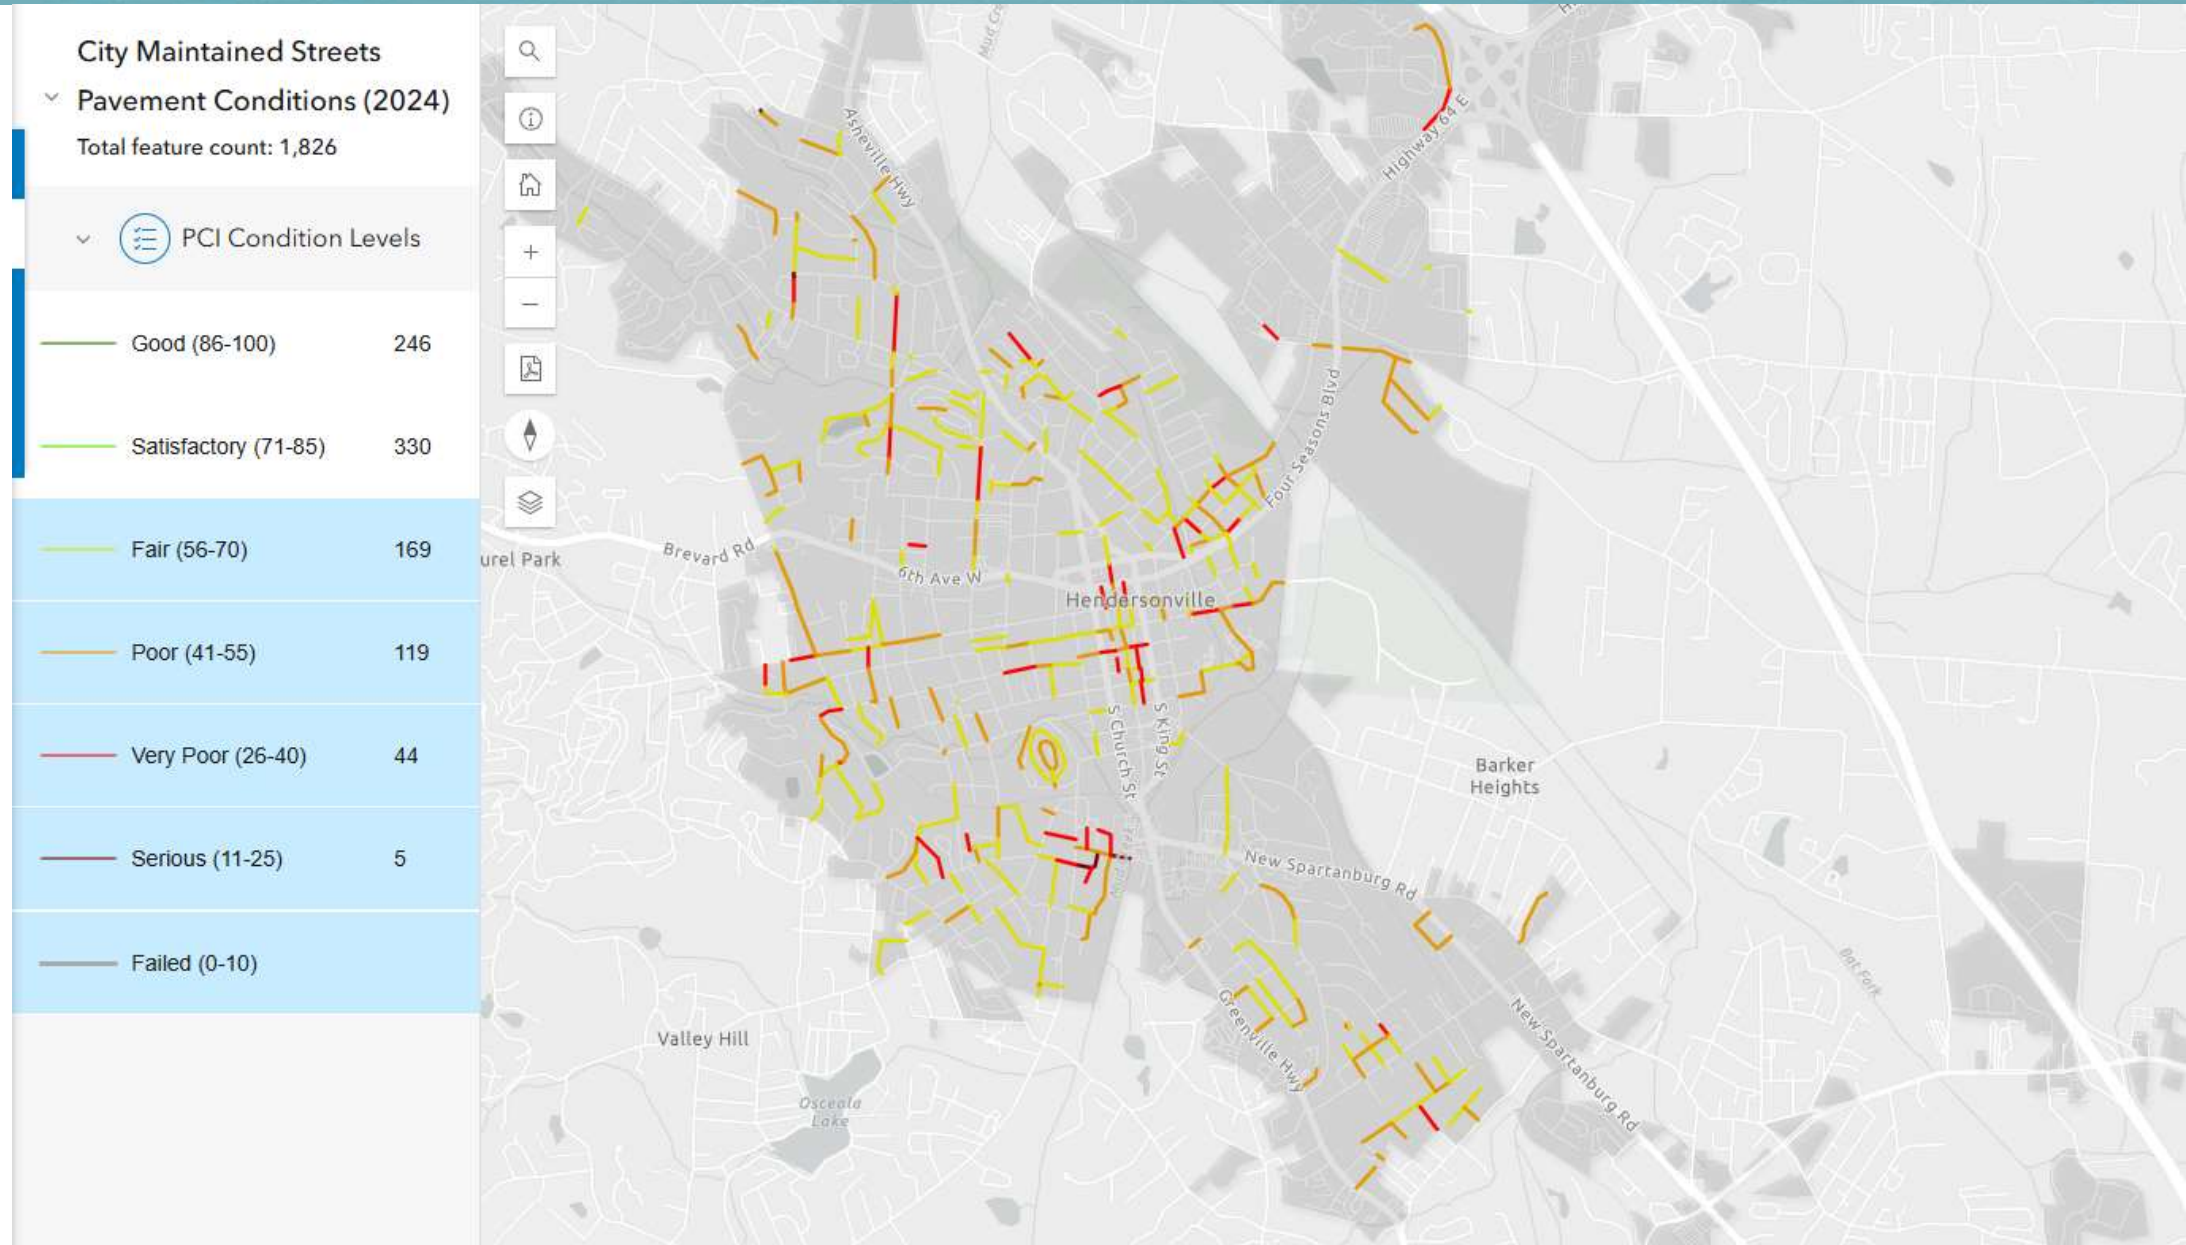 City Maintained Streets
Pavement Conditions (2024)
Total feature count: 1,826
PCI Condition Levels
Good (86-100) 246
Satisfactory (71-85) 330
Fair (56-70) 169
Poor (41-55) 119
Very Poor (26-40) 44
Serious (11-25) 5
Failed (0-10)
Asheville Hwy
Highway 64 E
Four Seasons Blvd
urel Park
Brevard Rd
6th Ave W
Hendersonville
S Church St
S King St
Barker
Heights
New Spartanburg Rd
Bat Fork
Valley Hill
Greenville Hwy
New Spartanburg Rd
Osceola
Lake